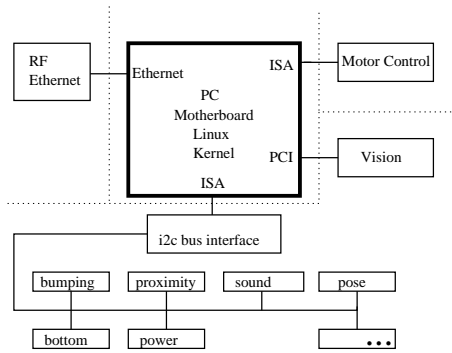 RF
Ethernet
Ethernet
ISA
Motor Control
PC
Motherboard
Linux
Kernel
PCI
Vision
ISA
i2c bus interface
bumping
proximity
sound
pose
bottom
power
...